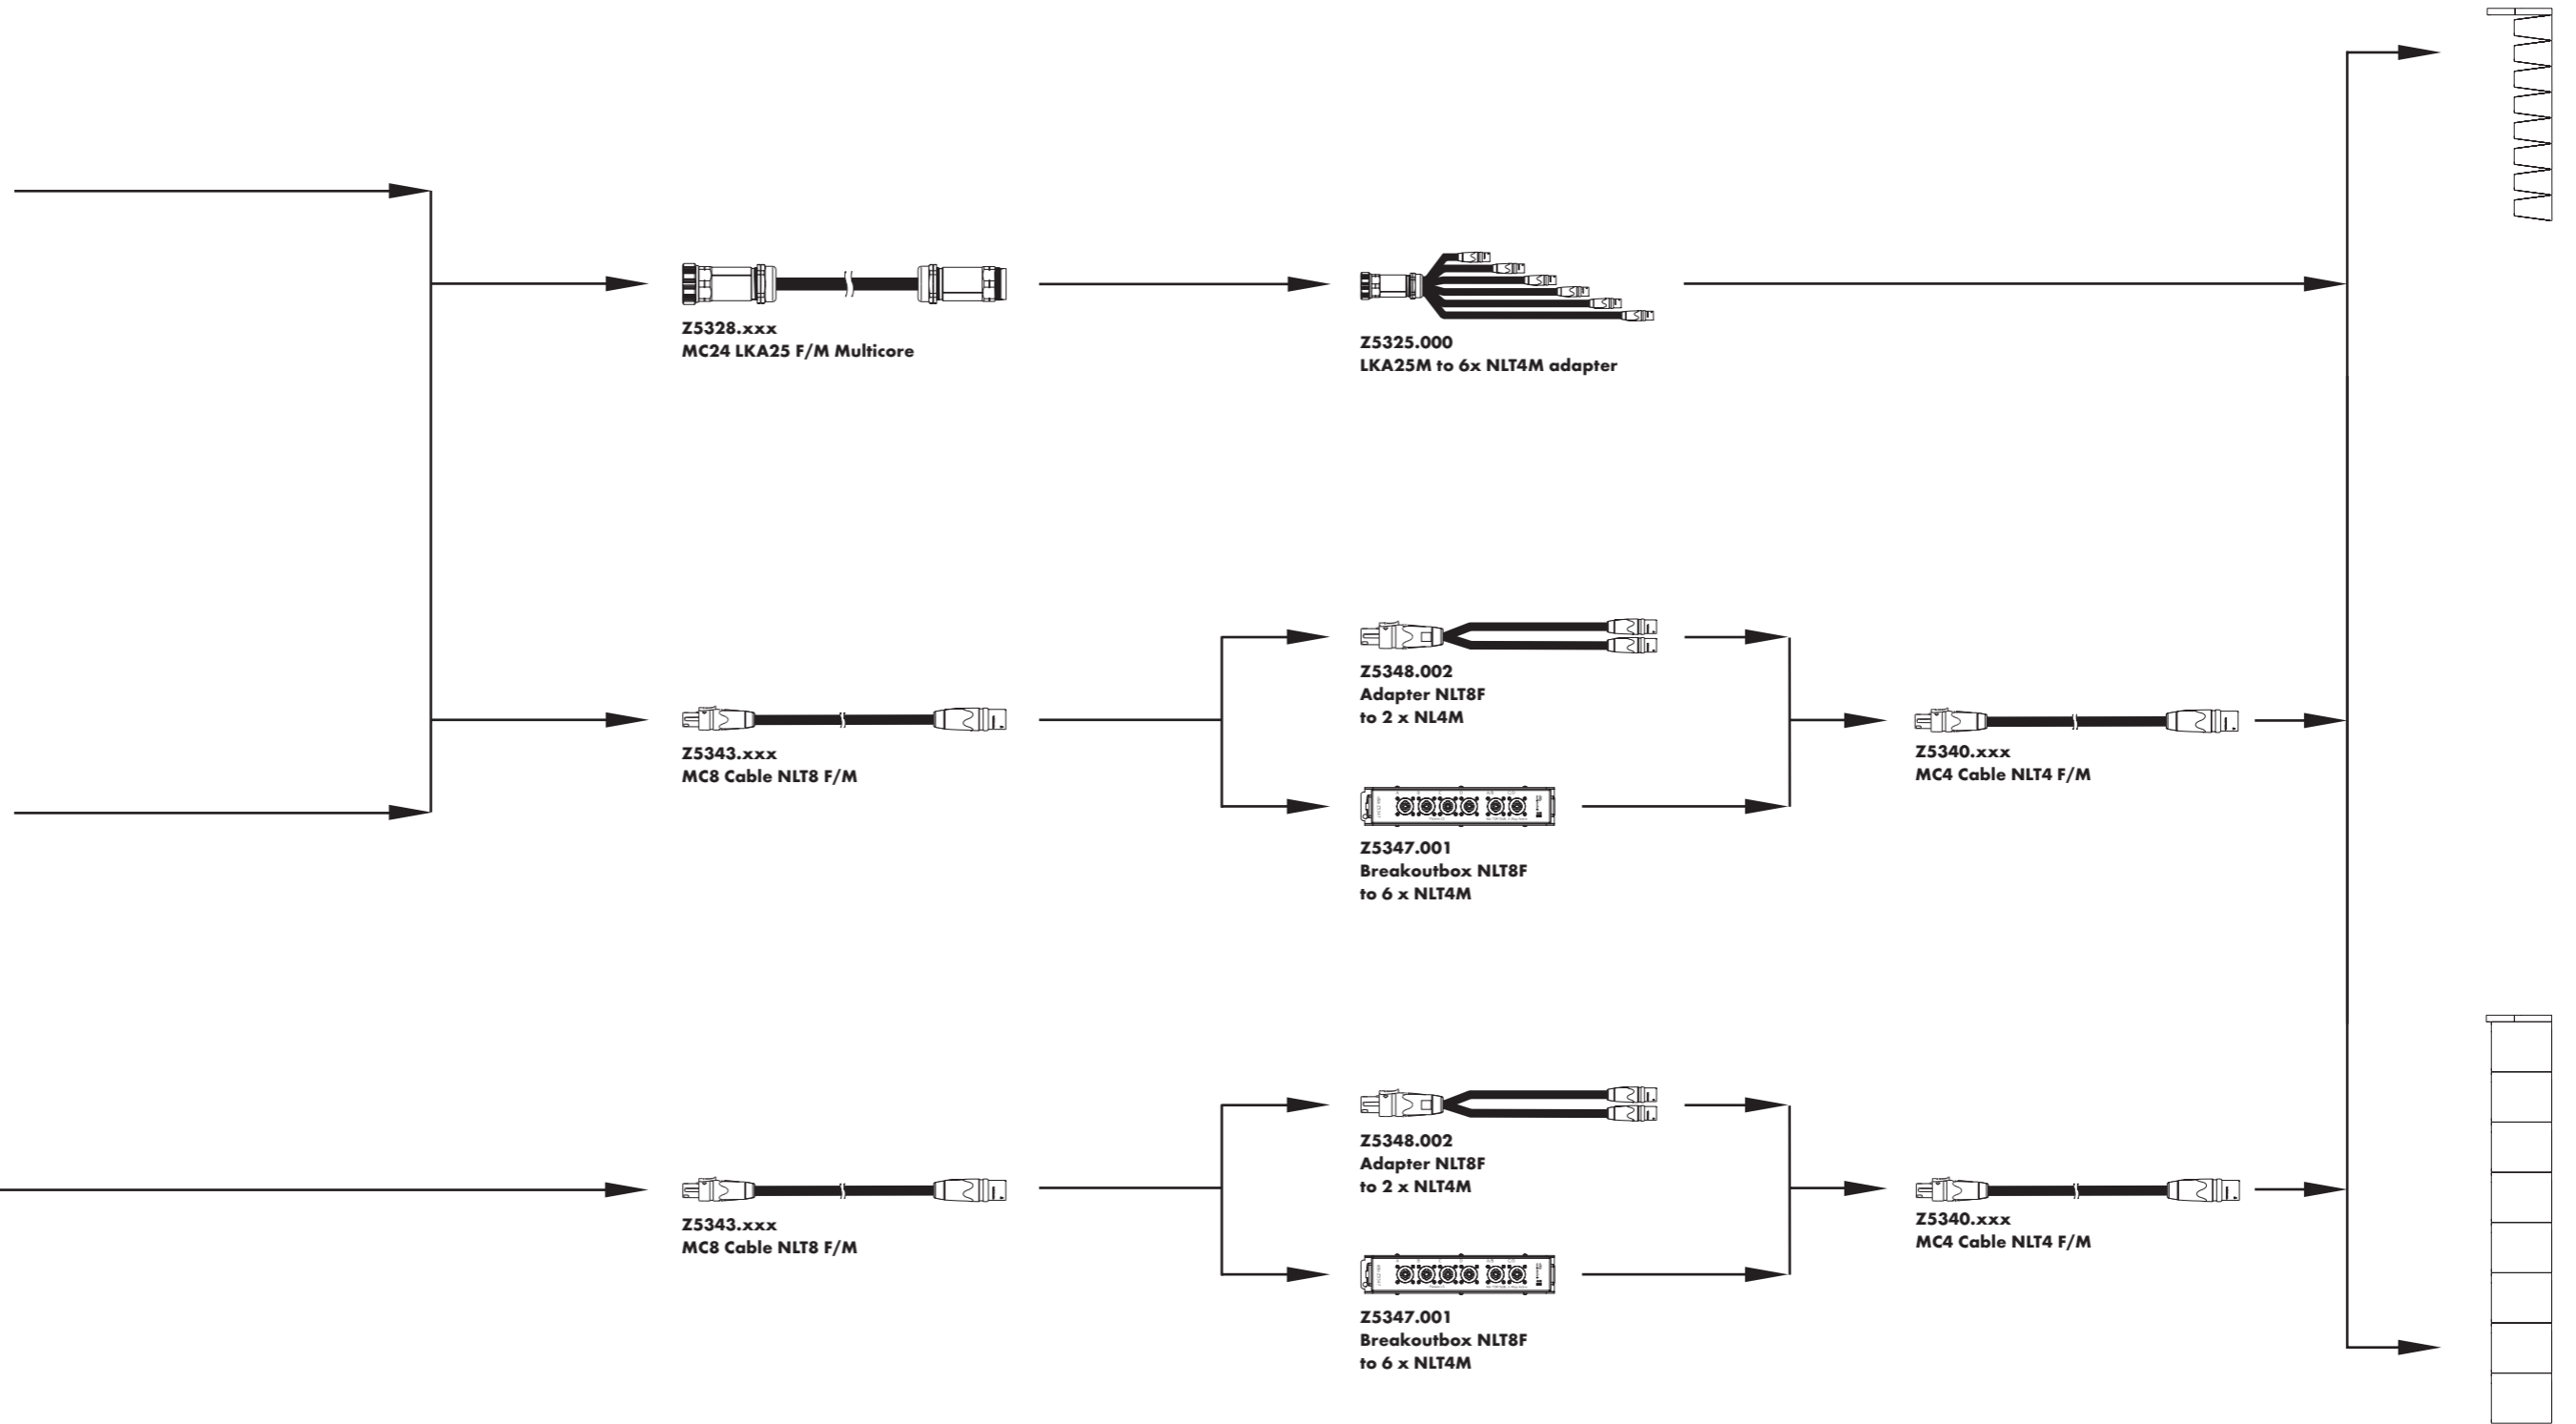 Z5328.xxx
MC24 LKA25 F/M Multicore
Z5325.000
LKA25M to 6x NLT4M adapter
Z5348.002
Adapter NLT8F
to 2 x NL4M
Z5343.xxx
MC8 Cable NLT8 F/M
Z5340.xxx
MC4 Cable NLT4 F/M
Z5347.001
Breakoutbox NLT8F
to 6 x NLT4M
Z5348.002
Adapter NLT8F
to 2 x NLT4M
Z5343.xxx
MC8 Cable NLT8 F/M
Z5340.xxx
MC4 Cable NLT4 F/M
Z5347.001
Breakoutbox NLT8F
to 6 x NLT4M